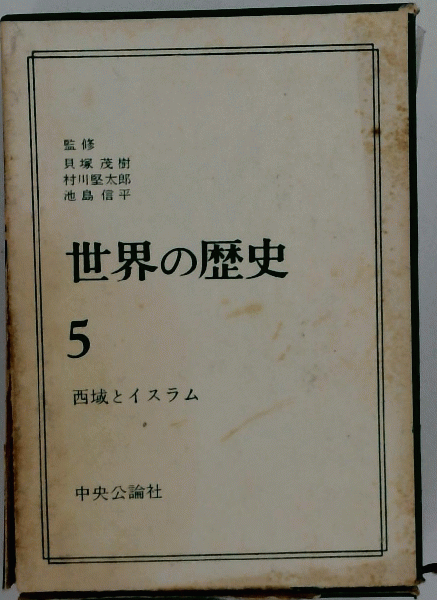 監修
貝塚茂樹
村川堅太郎
池島信平
世界の歴史
5
西域とイスラム
中央公論社